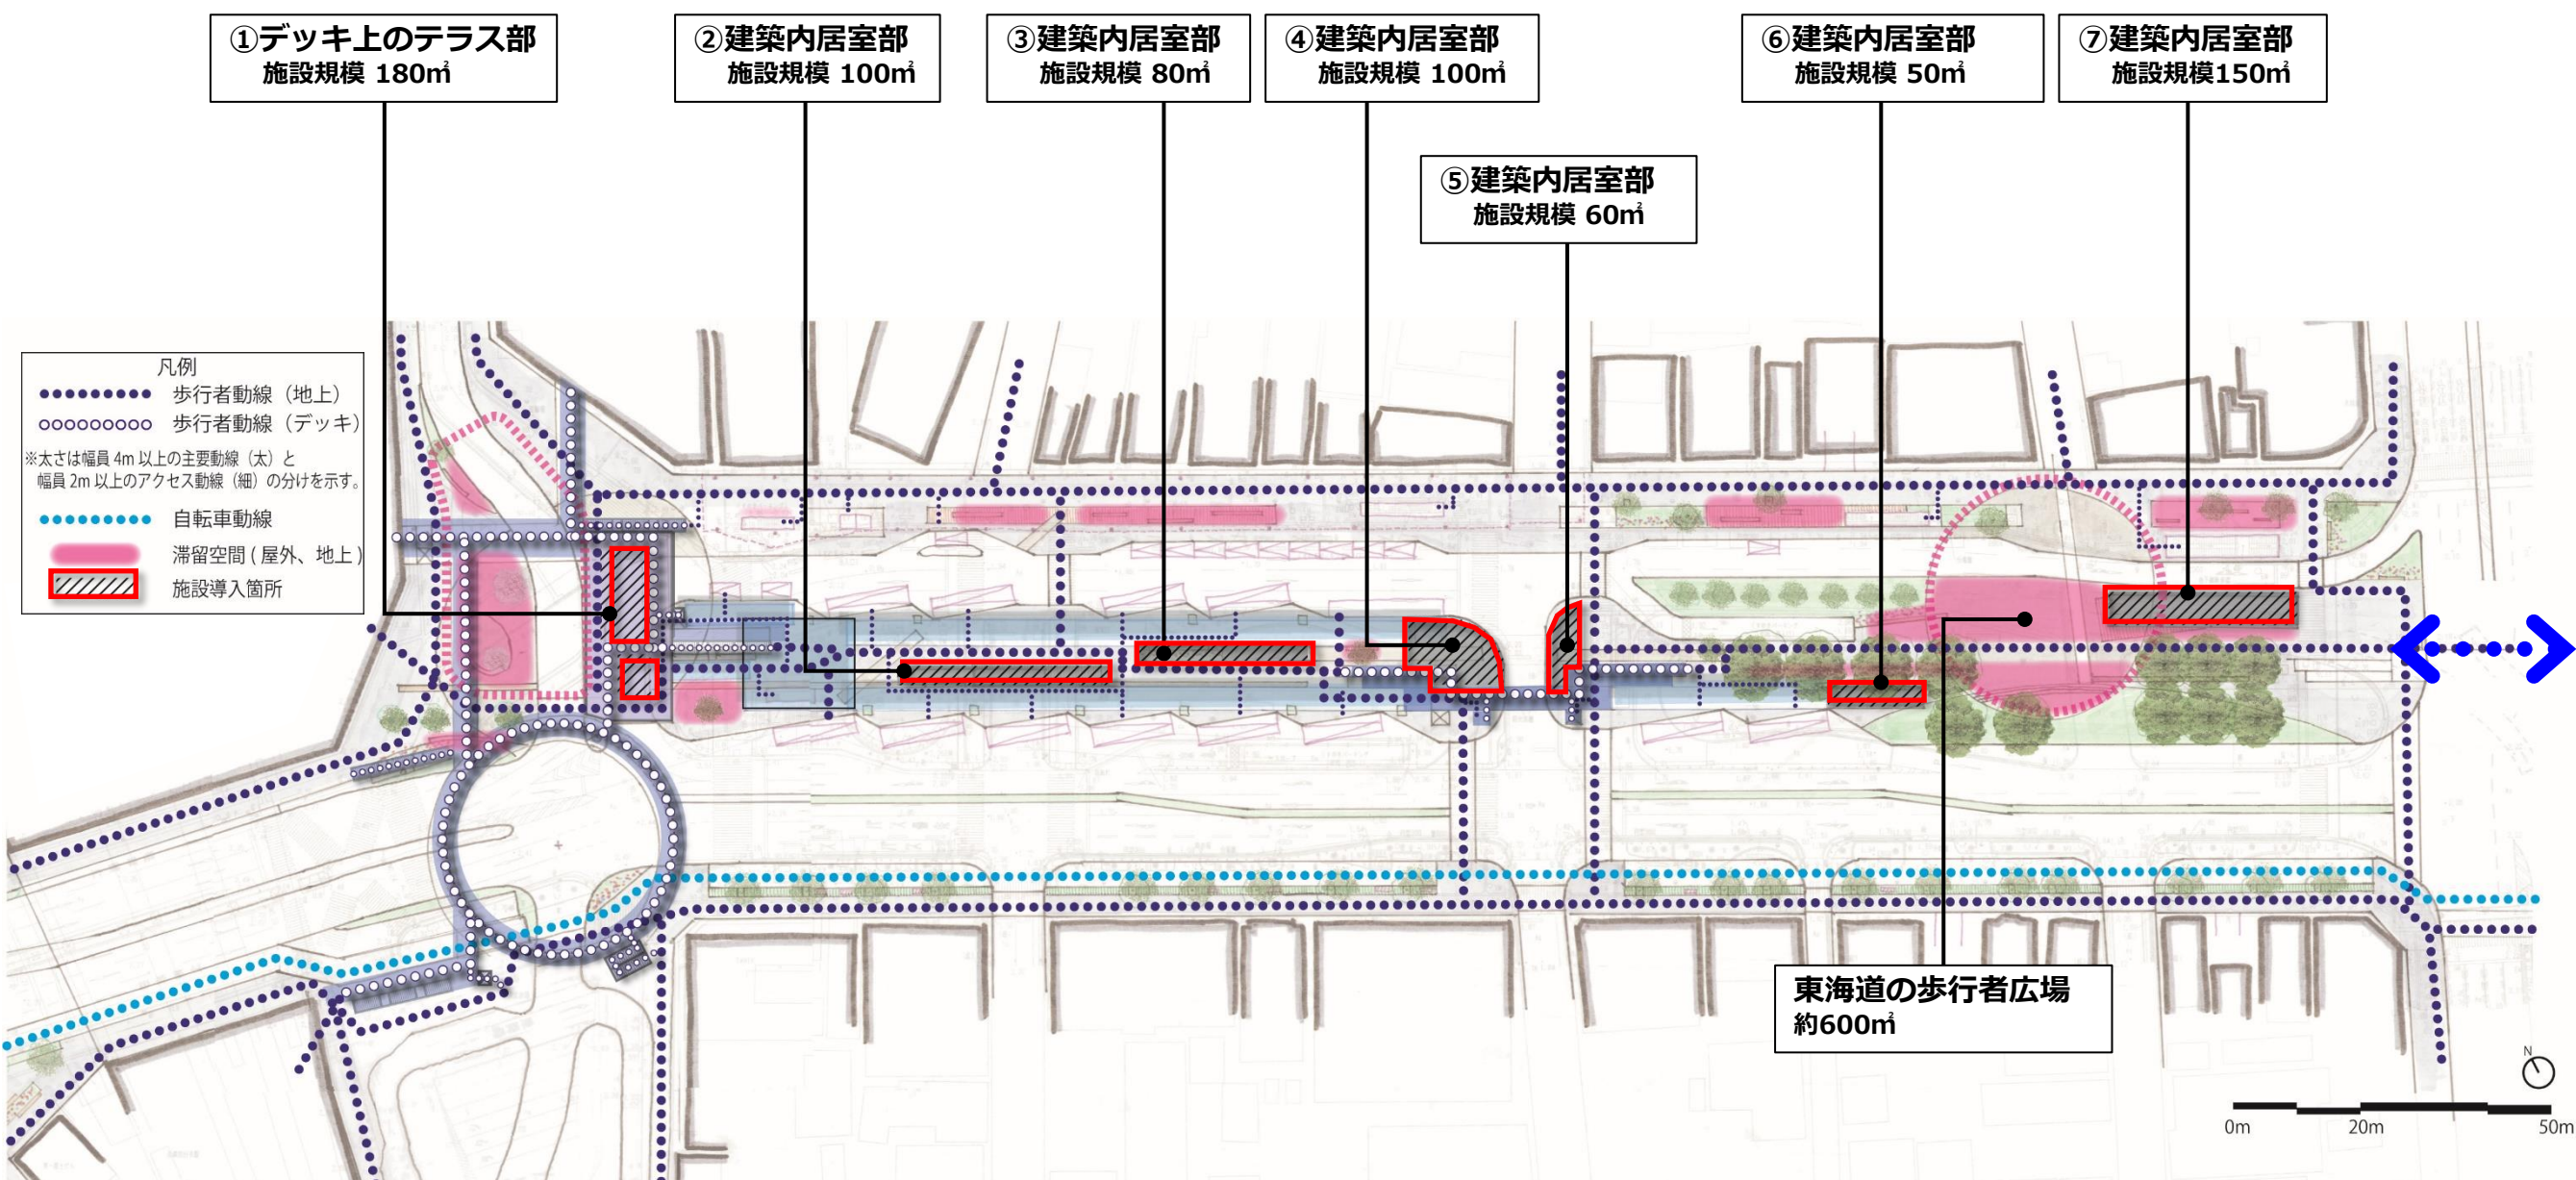 ①デッキ上のテラス部
施設規模 180㎡
②建築内居室部
施設規模 100㎡
③建築内居室部
施設規模 80㎡
④建築内居室部
施設規模 100㎡
⑥建築内居室部
施設規模 50㎡
⑦建築内居室部
施設規模150㎡
⑤建築内居室部
施設規模 60㎡
凡例
歩行者動線（地上）
歩行者動線（デッキ）
※太さは幅員 4m 以上の主要動線（太）と
幅員 2m 以上のアクセス動線（細）の分けを示す。
自転車動線
滞留空間 ( 屋外、地上 )
施設導入箇所
東海道の歩行者広場
約600㎡
N
0m 20m 50m